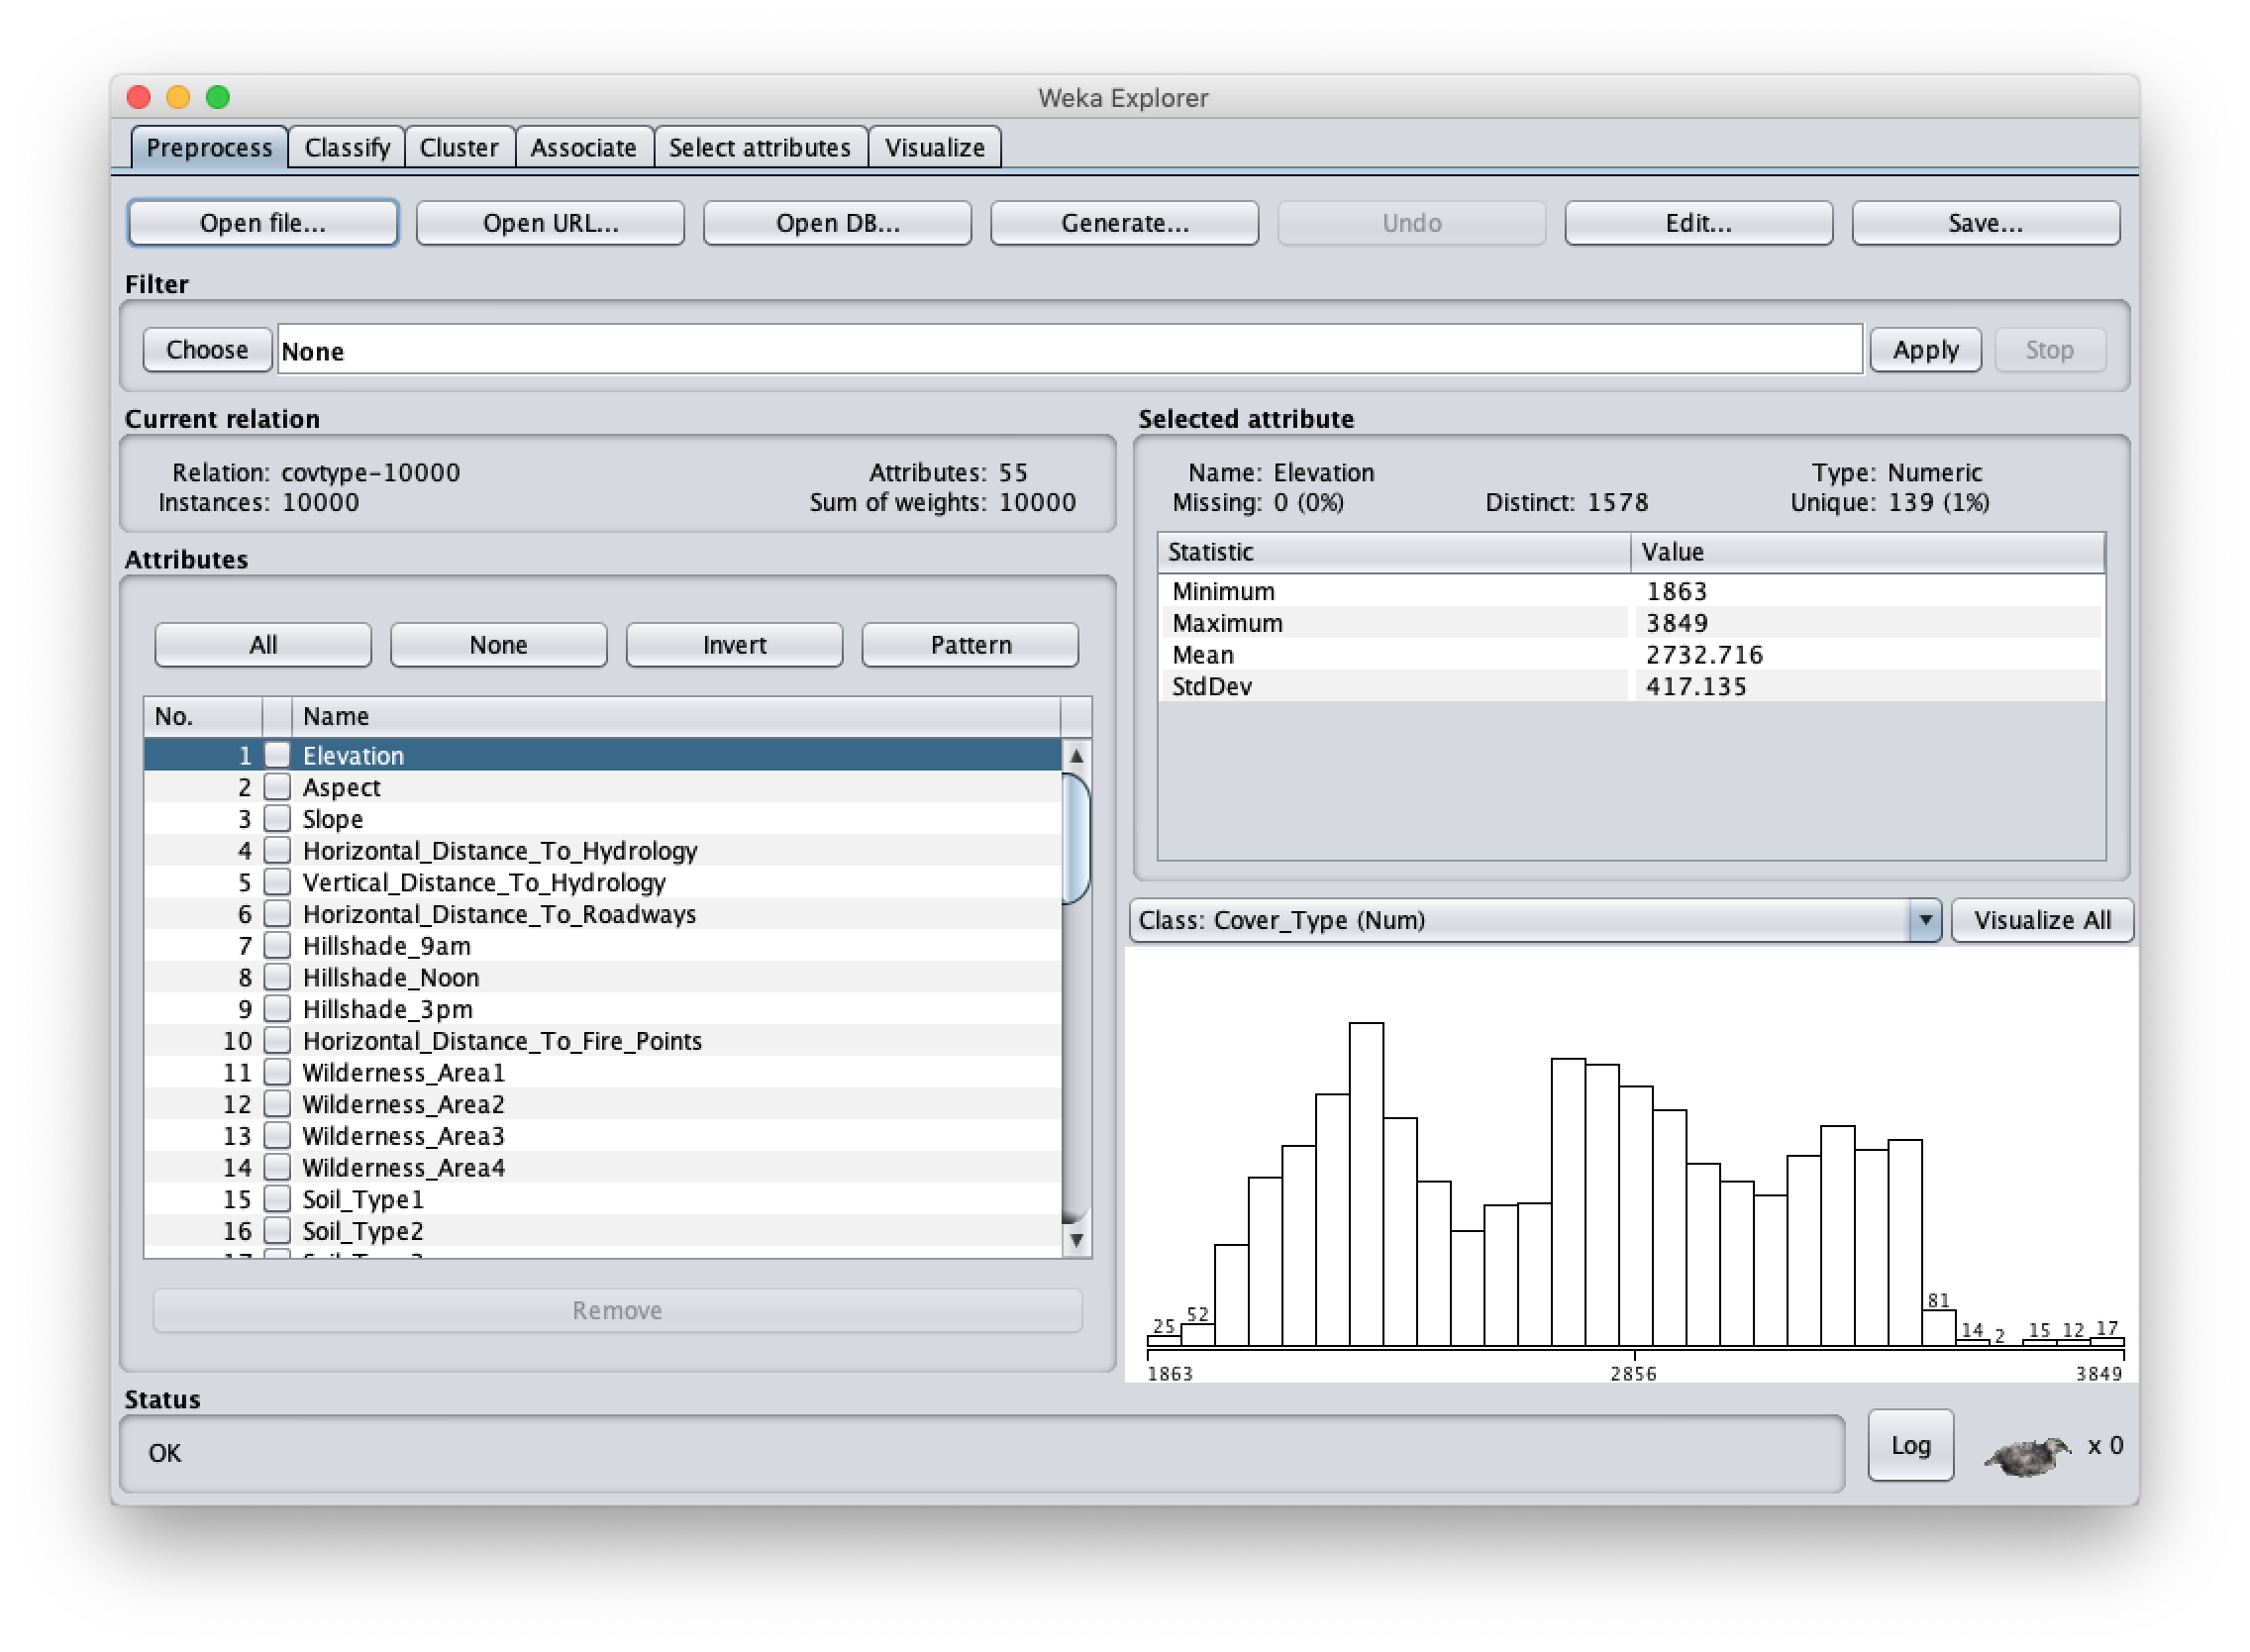 Weka Explorer
Preprocess Classify Cluster Associate Select attributes Visualize
Open file... Open URL... Open DB... Generate... Undo Edit... Save...
Filter
Choose None Apply Stop
Current relation
Relation: covtype-10000 Attributes: 55
Instances: 10000 Sum of weights: 10000
Attributes
All None Invert Pattern
No. Name
1 Elevation
2 Aspect
3 Slope
4 Horizontal_Distance_To_Hydrology
5 Vertical_Distance_To_Hydrology
6 Horizontal_Distance_To_Roadways
7 Hillshade_9am
8 Hillshade_Noon
9 Hillshade_3pm
10 Horizontal_Distance_To_Fire_Points
11 Wilderness_Area1
12 Wilderness_Area2
13 Wilderness_Area3
14 Wilderness_Area4
15 Soil_Type1
16 Soil_Type2
Remove
Selected attribute
Name: Elevation Type: Numeric
Missing: 0 (0%) Distinct: 1578 Unique: 139 (1%)
Statistic Value
Minimum 1863
Maximum 3849
Mean 2732.716
StdDev 417.135
Class: Cover_Type (Num) Visualize All
25 52 81 14 2 15 12 17
1863 2856 3849
Status
OK Log x 0